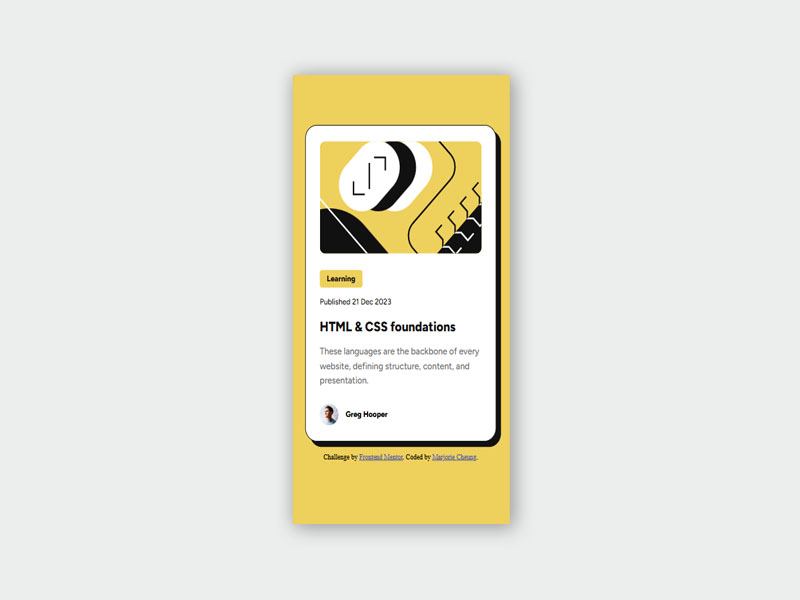 Learning
Published 21 Dec 2023
HTML & CSS foundations
These languages are the backbone of every
website, defining structure, content, and
presentation.
Greg Hooper
Challenge by Frontend Mentor. Coded by Marjorie Cheung.